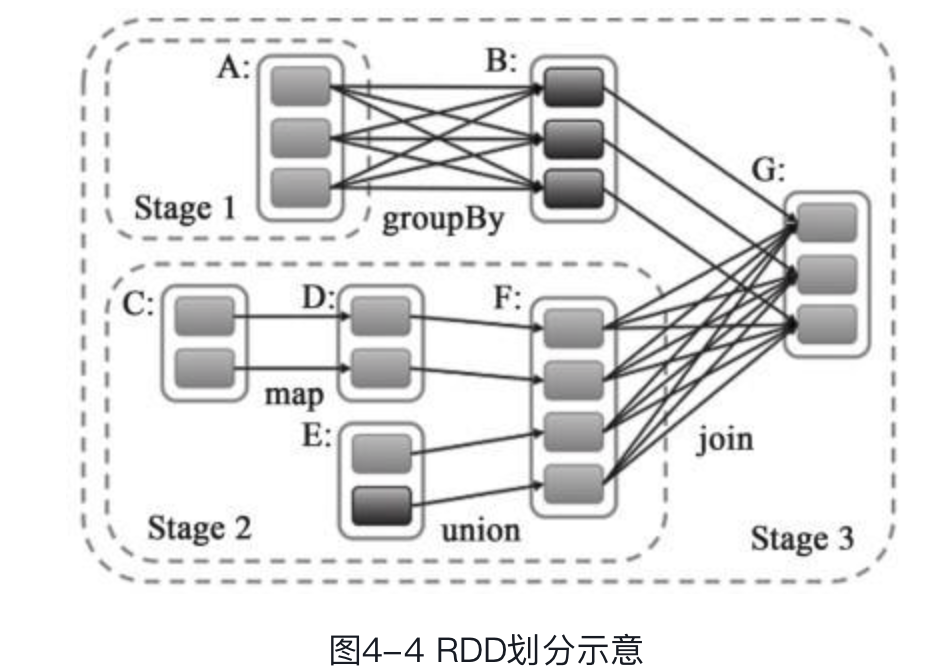 A:
B:
G:
Stage 1
groupBy
C:
D:
F:
map
E:
join
Stage 2
union
Stage 3
图4-4 RDD划分示意